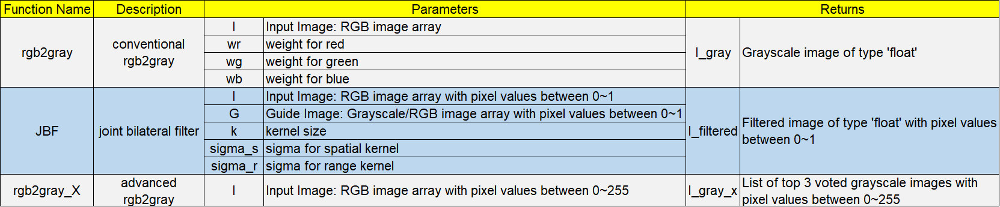 Function Name Description Parameters Returns
rgb2gray
conventional
rgb2gray
I Input Image: RGB image array
wr weight for red
wg weight for green
wb weight for blue
I_gray Grayscale image of type 'float'
JBF
joint bilateral filter
I Input Image: RGB image array with pixel values between 0~1
G Guide Image: Grayscale/RGB image array with pixel values between 0~1
k kernel size
sigma_s sigma for spatial kernel
sigma_r sigma for range kernel
I_filtered
Filtered image of type 'float' with pixel values
between 0~1
rgb2gray_X
advanced
rgb2gray
I Input Image: RGB image array with pixel values between 0~255
I_gray_x
List of top 3 voted grayscale images with
pixel values between 0~255